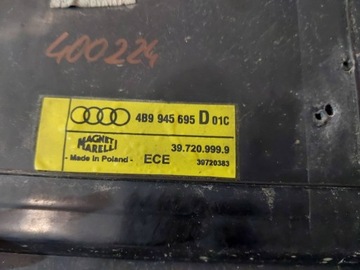 400224
4B9 945 695 D 01C
MAGNETI
MARELLI
39.720.999.9
- Made in Poland - ECE 30720383